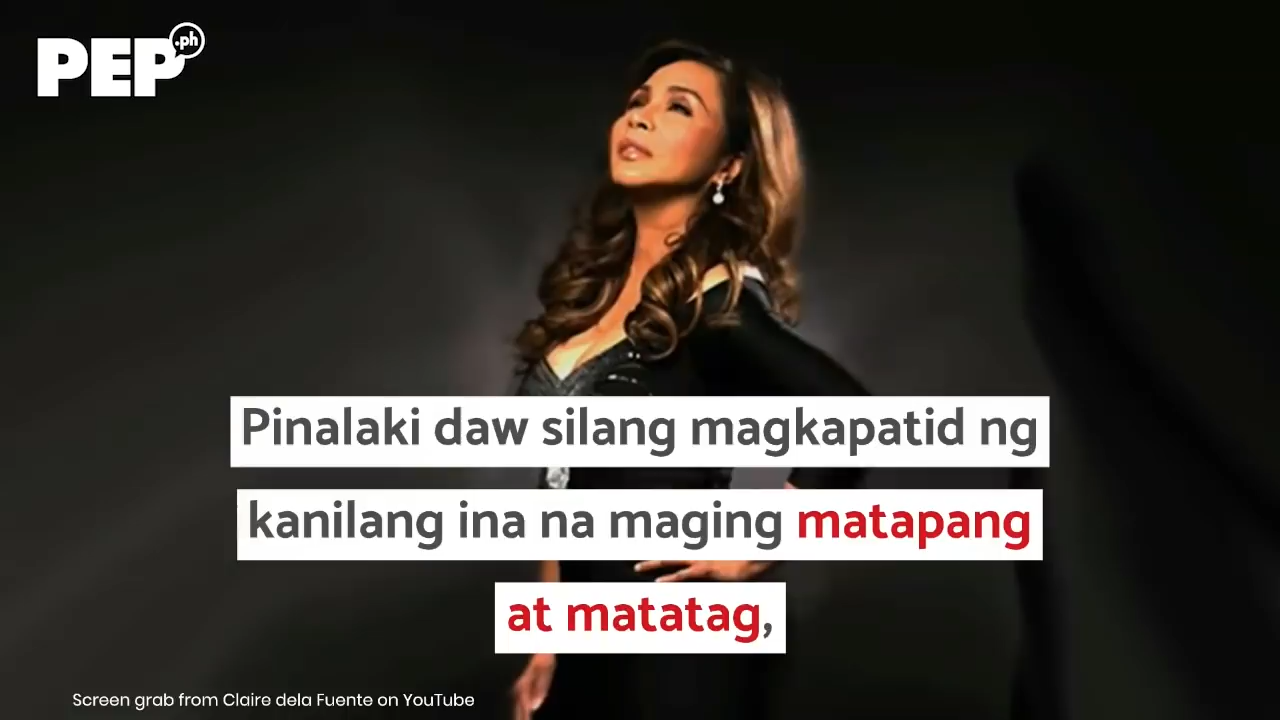 PEP.ph
Pinalaki daw silang magkapatid ng
kanilang ina na maging matapang
at matatag,
Screen grab from Claire dela Fuente on YouTube